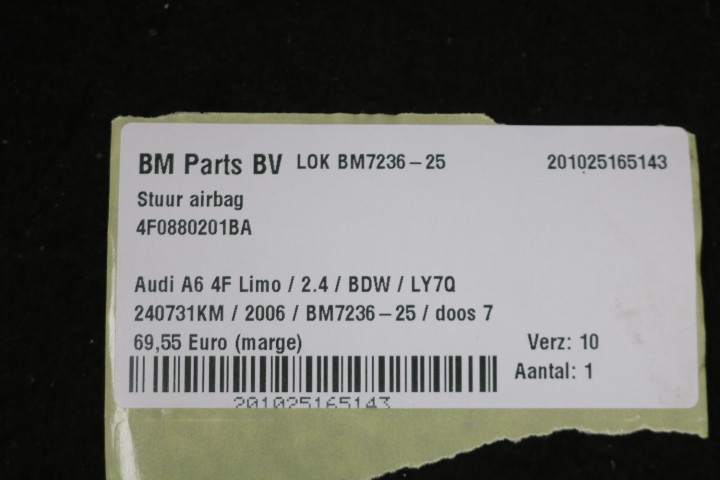 BM Parts BV LOK BM7236-25 201025165143
Stuur airbag
4F0880201BA
Audi A6 4F Limo / 2.4 / BDW / LY7Q
240731KM / 2006 / BM7236-25 / doos 7
69,55 Euro (marge) Verz: 10
Aantal: 1
201025165143